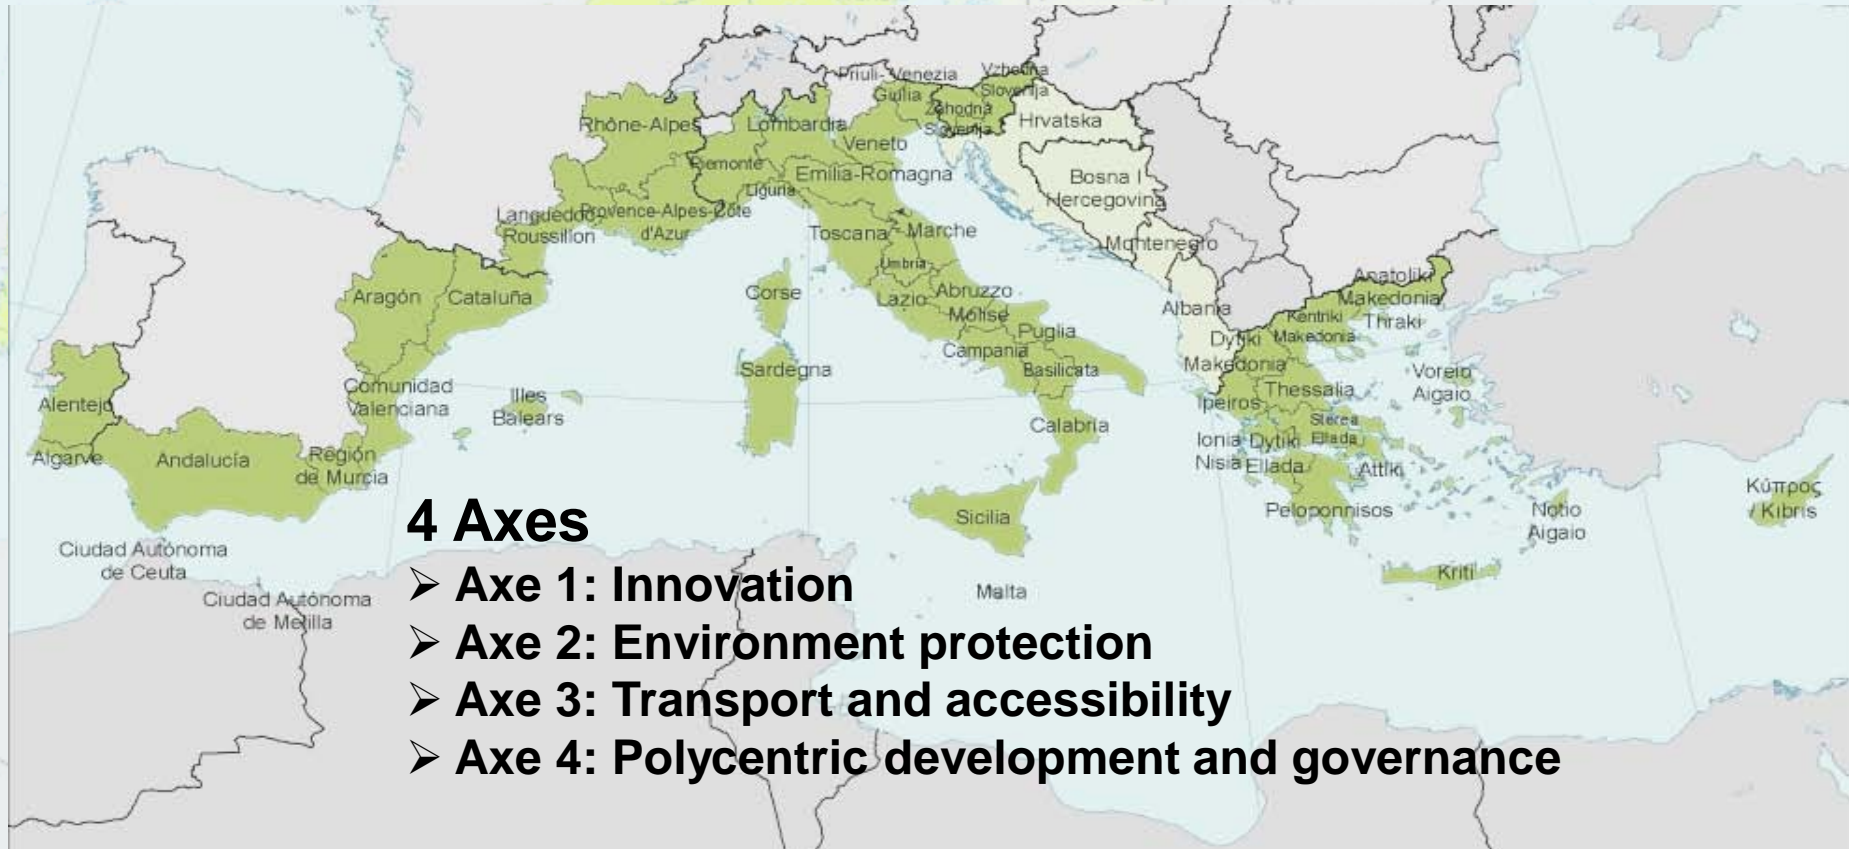 Priuli- Venezia
Giulia
Vzhodna
Slovenija
Zahodna
Slovenija
Hrvatska
Rhône-Alpes
Lombardia
Veneto
Piemonte
Emilia-Romagna
Liguria
Bosna I
Hercegovina
Languedoc-
Roussillon
Provence-Alpes-Côte
d'Azur
Toscana
Marche
Montenegro
Umbria
Aragón
Cataluña
Corse
Lazio
Abruzzo
Molise
Albania
Anatoliki
Makedonia
Thraki
Kentriki
Makedonia
Puglia
Campania
Basilicata
Dytiki
Makedonia
Sardegna
Comunidad
Valenciana
Illes
Balears
Thessalia
Voreio
Aigaio
Ipeiros
Alentejo
Calabria
Sterea
Ellada
Ionia
Nisia
Dytiki
Ellada
Algarve
Andalucía
Región
de Murcia
Attiki
Κύπρος
/ Kıbrıs
Sicilia
Peloponnisos
Notio
Aigaio
Ciudad Autónoma
de Ceuta
Kriti
Ciudad Autónoma
de Melilla
Malta
4 Axes
➢ Axe 1: Innovation
➢ Axe 2: Environment protection
➢ Axe 3: Transport and accessibility
➢ Axe 4: Polycentric development and governance